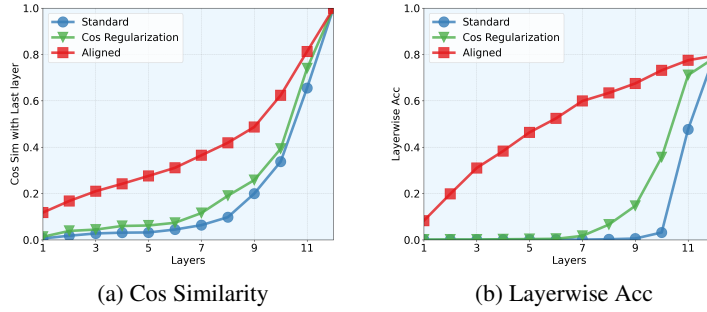 1.0
0.8
0.6
0.4
0.2
0.0
Cos Sim with Last layer
Standard
Cos Regularization
Aligned
1 3 5 7 9 11
Layers
(a) Cos Similarity
1.0
0.8
0.6
0.4
0.2
0.0
Layerwise Acc
Standard
Cos Regularization
Aligned
1 3 5 7 9 11
Layers
(b) Layerwise Acc